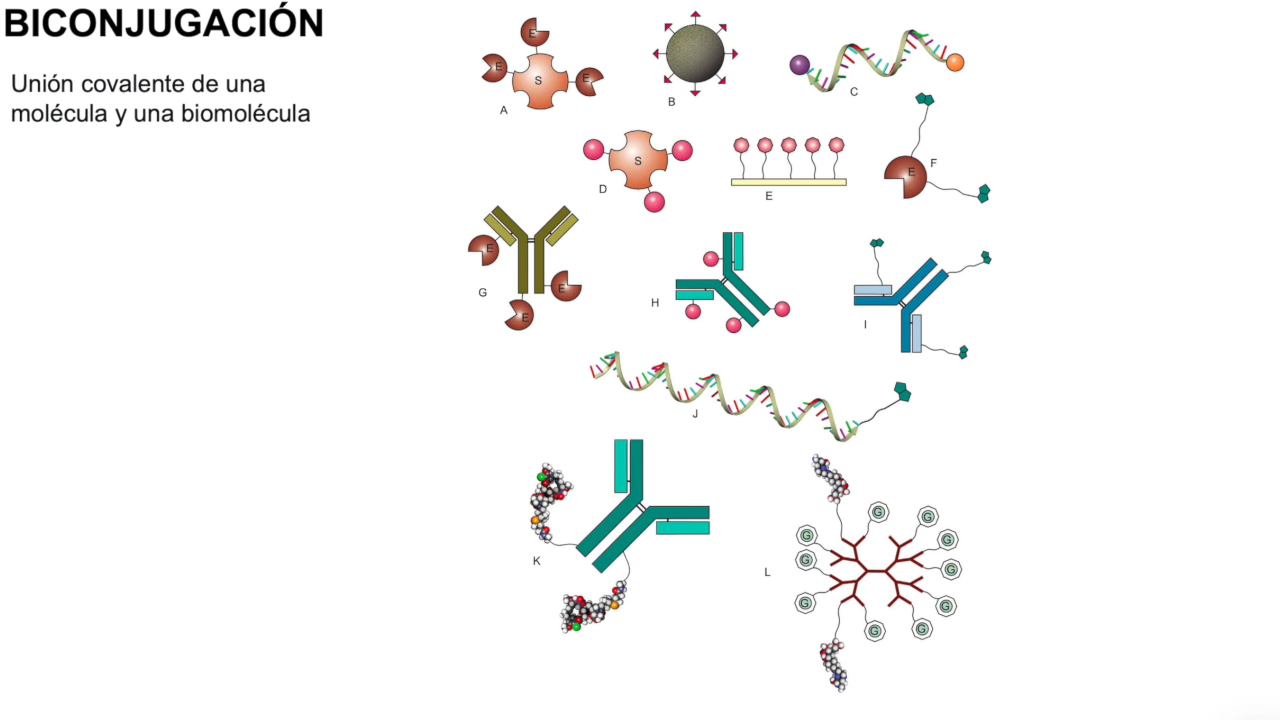 BICONJUGACIÓN
Unión covalente de una
molécula y una biomolécula
E
E
S
E
A
B
C
S
D
E
E
F
E
E
E
G
H
I
J
K
G
G
G
G
G
G
G
G
G
G
L